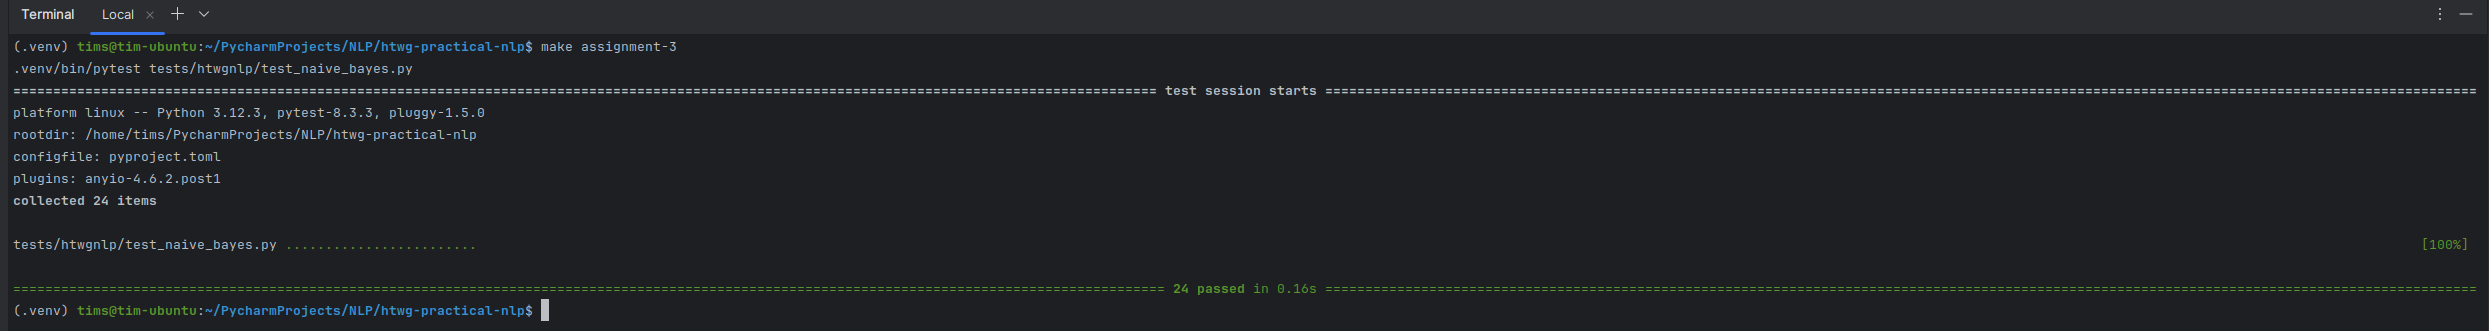 Terminal Local
(.venv) tims@tim-ubuntu:~/PycharmProjects/NLP/htwg-practical-nlp$ make assignment-3
.venv/bin/pytest tests/htwgnlp/test_naive_bayes.py
=============== test session starts ===============
platform linux -- Python 3.12.3, pytest-8.3.3, pluggy-1.5.0
rootdir: /home/tims/PycharmProjects/NLP/htwg-practical-nlp
configfile: pyproject.toml
plugins: anyio-4.6.2.post1
collected 24 items
tests/htwgnlp/test_naive_bayes.py ........................ [100%]
=============== 24 passed in 0.16s ===============
(.venv) tims@tim-ubuntu:~/PycharmProjects/NLP/htwg-practical-nlp$